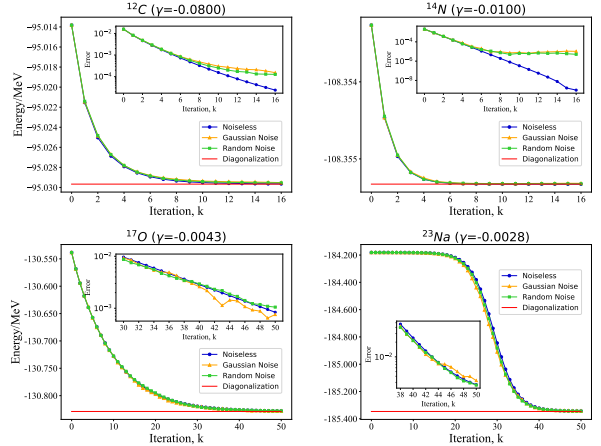 ¹²C (γ=-0.0800)
Energy/MeV
−95.014
−95.016
−95.018
−95.020
−95.022
−95.024
−95.026
−95.028
−95.030
0 2 4 6 8 10 12 14 16
Iteration, k
Error
10⁻²
10⁻³
10⁻⁴
0 2 4 6 8 10 12 14 16
Iteration, k
Noiseless
Gaussian Noise
Random Noise
Diagonalization
¹⁴N (γ=-0.0100)
-108.354
-108.355
0 2 4 6 8 10 12 14 16
Iteration, k
Error
10⁻⁴
10⁻⁶
10⁻⁸
0 2 4 6 8 10 12 14 16
Iteration, k
Noiseless
Gaussian Noise
Random Noise
Diagonalization
¹⁷O (γ=-0.0043)
Energy/MeV
−130.550
−130.600
−130.650
−130.700
−130.750
−130.800
0 10 20 30 40 50
Iteration, k
Error
10⁻²
10⁻³
30 32 34 36 38 40 42 44 46 48 50
Iteration, k
Noiseless
Gaussian Noise
Random Noise
Diagonalization
²³Na (γ=-0.0028)
−184.200
−184.400
−184.600
−184.800
−185.000
−185.200
−185.400
0 10 20 30 40 50
Iteration, k
Error
10⁻²
38 40 42 44 46 48 50
Iteration, k
Noiseless
Gaussian Noise
Random Noise
Diagonalization